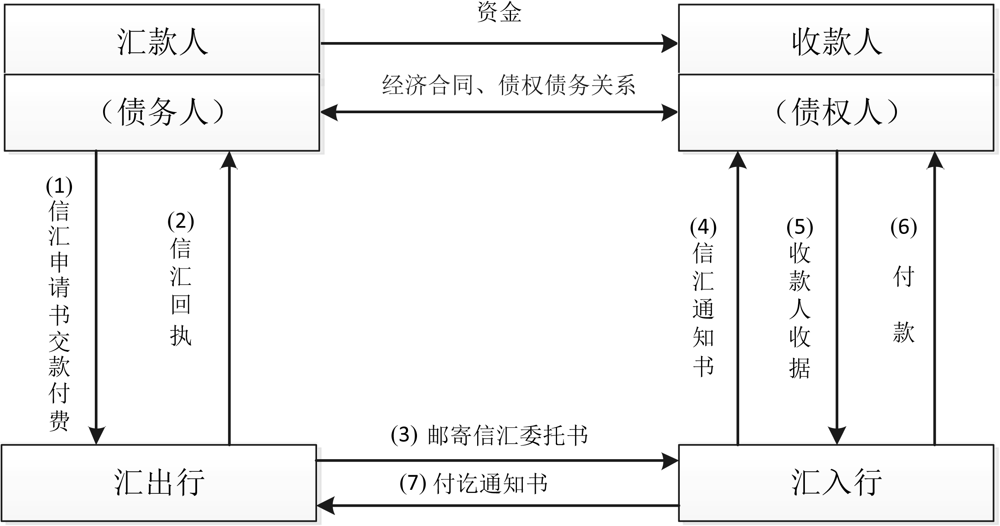 资金
汇款人
收款人
经济合同、债权债务关系
（债务人）
（债权人）
(1)信汇申请书交款付费
(2)信汇回执
(4)信汇通知书
(5)收款人收据
(6)付款
(3) 邮寄信汇委托书
汇出行
(7) 付讫通知书
汇入行